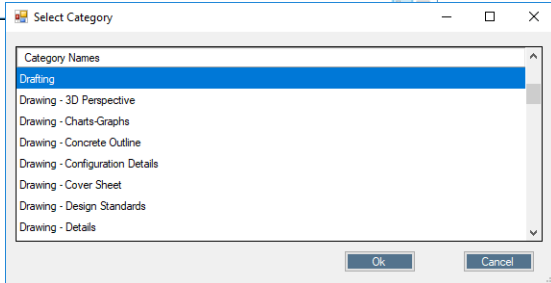 Select Category
Category Names
Drafting
Drawing - 3D Perspective
Drawing - Charts-Graphs
Drawing - Concrete Outline
Drawing - Configuration Details
Drawing - Cover Sheet
Drawing - Design Standards
Drawing - Details
Ok Cancel